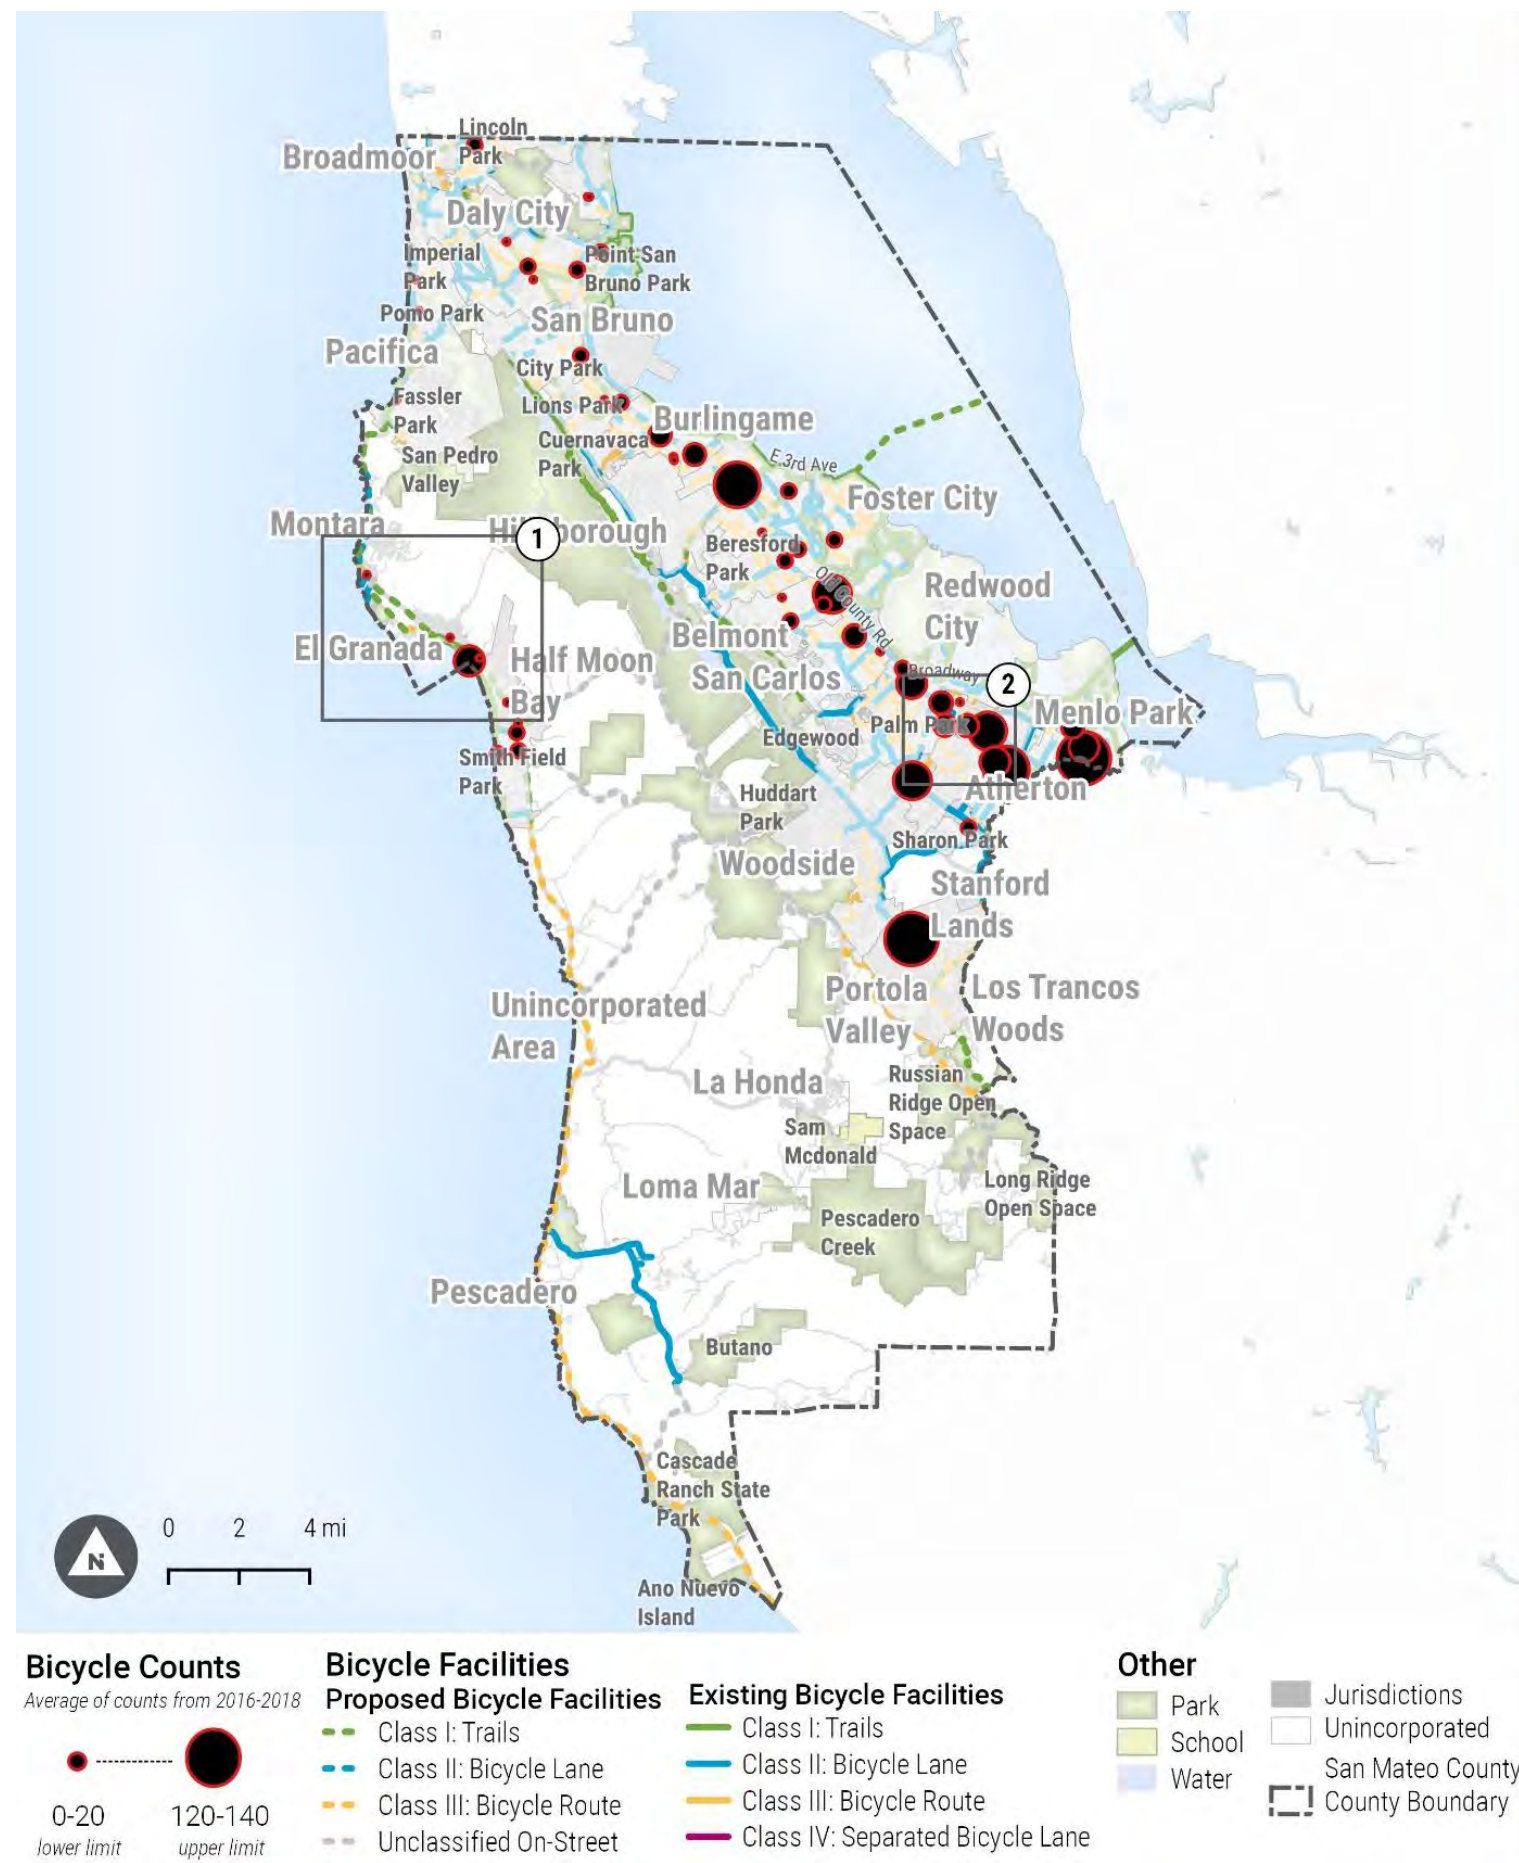 Lincoln
Park
Broadmoor
Daly City
Imperial
Park
Point San
Bruno Park
Pomo Park
San Bruno
Pacifica
City Park
Fassler
Park
Lions Park
Burlingame
Cuernavaca
Park
San Pedro
Valley
E 3rd Ave
Foster City
Montara
Hillsborough
1
Beresford
Park
Old County Rd
Redwood
City
El Granada
Half Moon
Bay
Belmont
San Carlos
Broadway
2
Palm Park
Menlo Park
Edgewood
Smith Field
Park
Huddart
Park
Atherton
Sharon Park
Woodside
Stanford
Lands
Unincorporated
Area
Portola
Valley
Los Trancos
Woods
La Honda
Russian
Ridge Open
Space
Sam
Mcdonald
Loma Mar
Long Ridge
Open Space
Pescadero
Creek
Pescadero
Butano
Cascade
Ranch State
Park
Ano Nuevo
Island
N
0 2 4 mi
Bicycle Counts
Average of counts from 2016-2018
0-20
lower limit
120-140
upper limit
Bicycle Facilities
Proposed Bicycle Facilities
Class I: Trails
Class II: Bicycle Lane
Class III: Bicycle Route
Unclassified On-Street
Existing Bicycle Facilities
Class I: Trails
Class II: Bicycle Lane
Class III: Bicycle Route
Class IV: Separated Bicycle Lane
Other
Park
School
Water
Jurisdictions
Unincorporated
San Mateo County
County Boundary